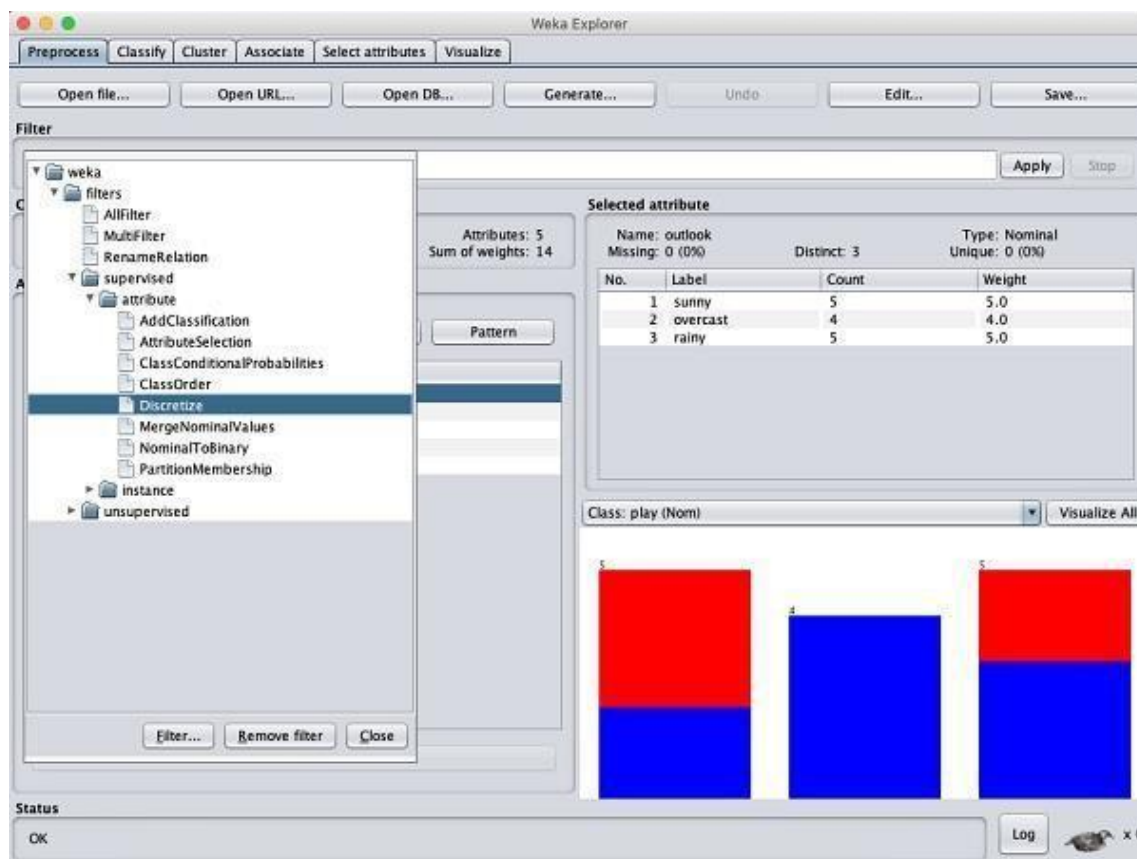 Weka Explorer
Preprocess Classify Cluster Associate Select attributes Visualize
Open file... Open URL... Open DB... Generate... Undo Edit... Save...
Filter
weka
filters
AllFilter
MultiFilter
RenameRelation
supervised
attribute
AddClassification
AttributeSelection
ClassConditionalProbabilities
ClassOrder
Discretize
MergeNominalValues
NominalToBinary
PartitionMembership
instance
unsupervised
Filter... Remove filter Close
Apply Stop
C
Attributes: 5
Sum of weights: 14
A
Pattern
Selected attribute
Name: outlook Type: Nominal
Missing: 0 (0%) Distinct: 3 Unique: 0 (0%)
No. Label Count Weight
1 sunny 5 5.0
2 overcast 4 4.0
3 rainy 5 5.0
Class: play (Nom) Visualize All
5 4 5
Status
OK
Log x